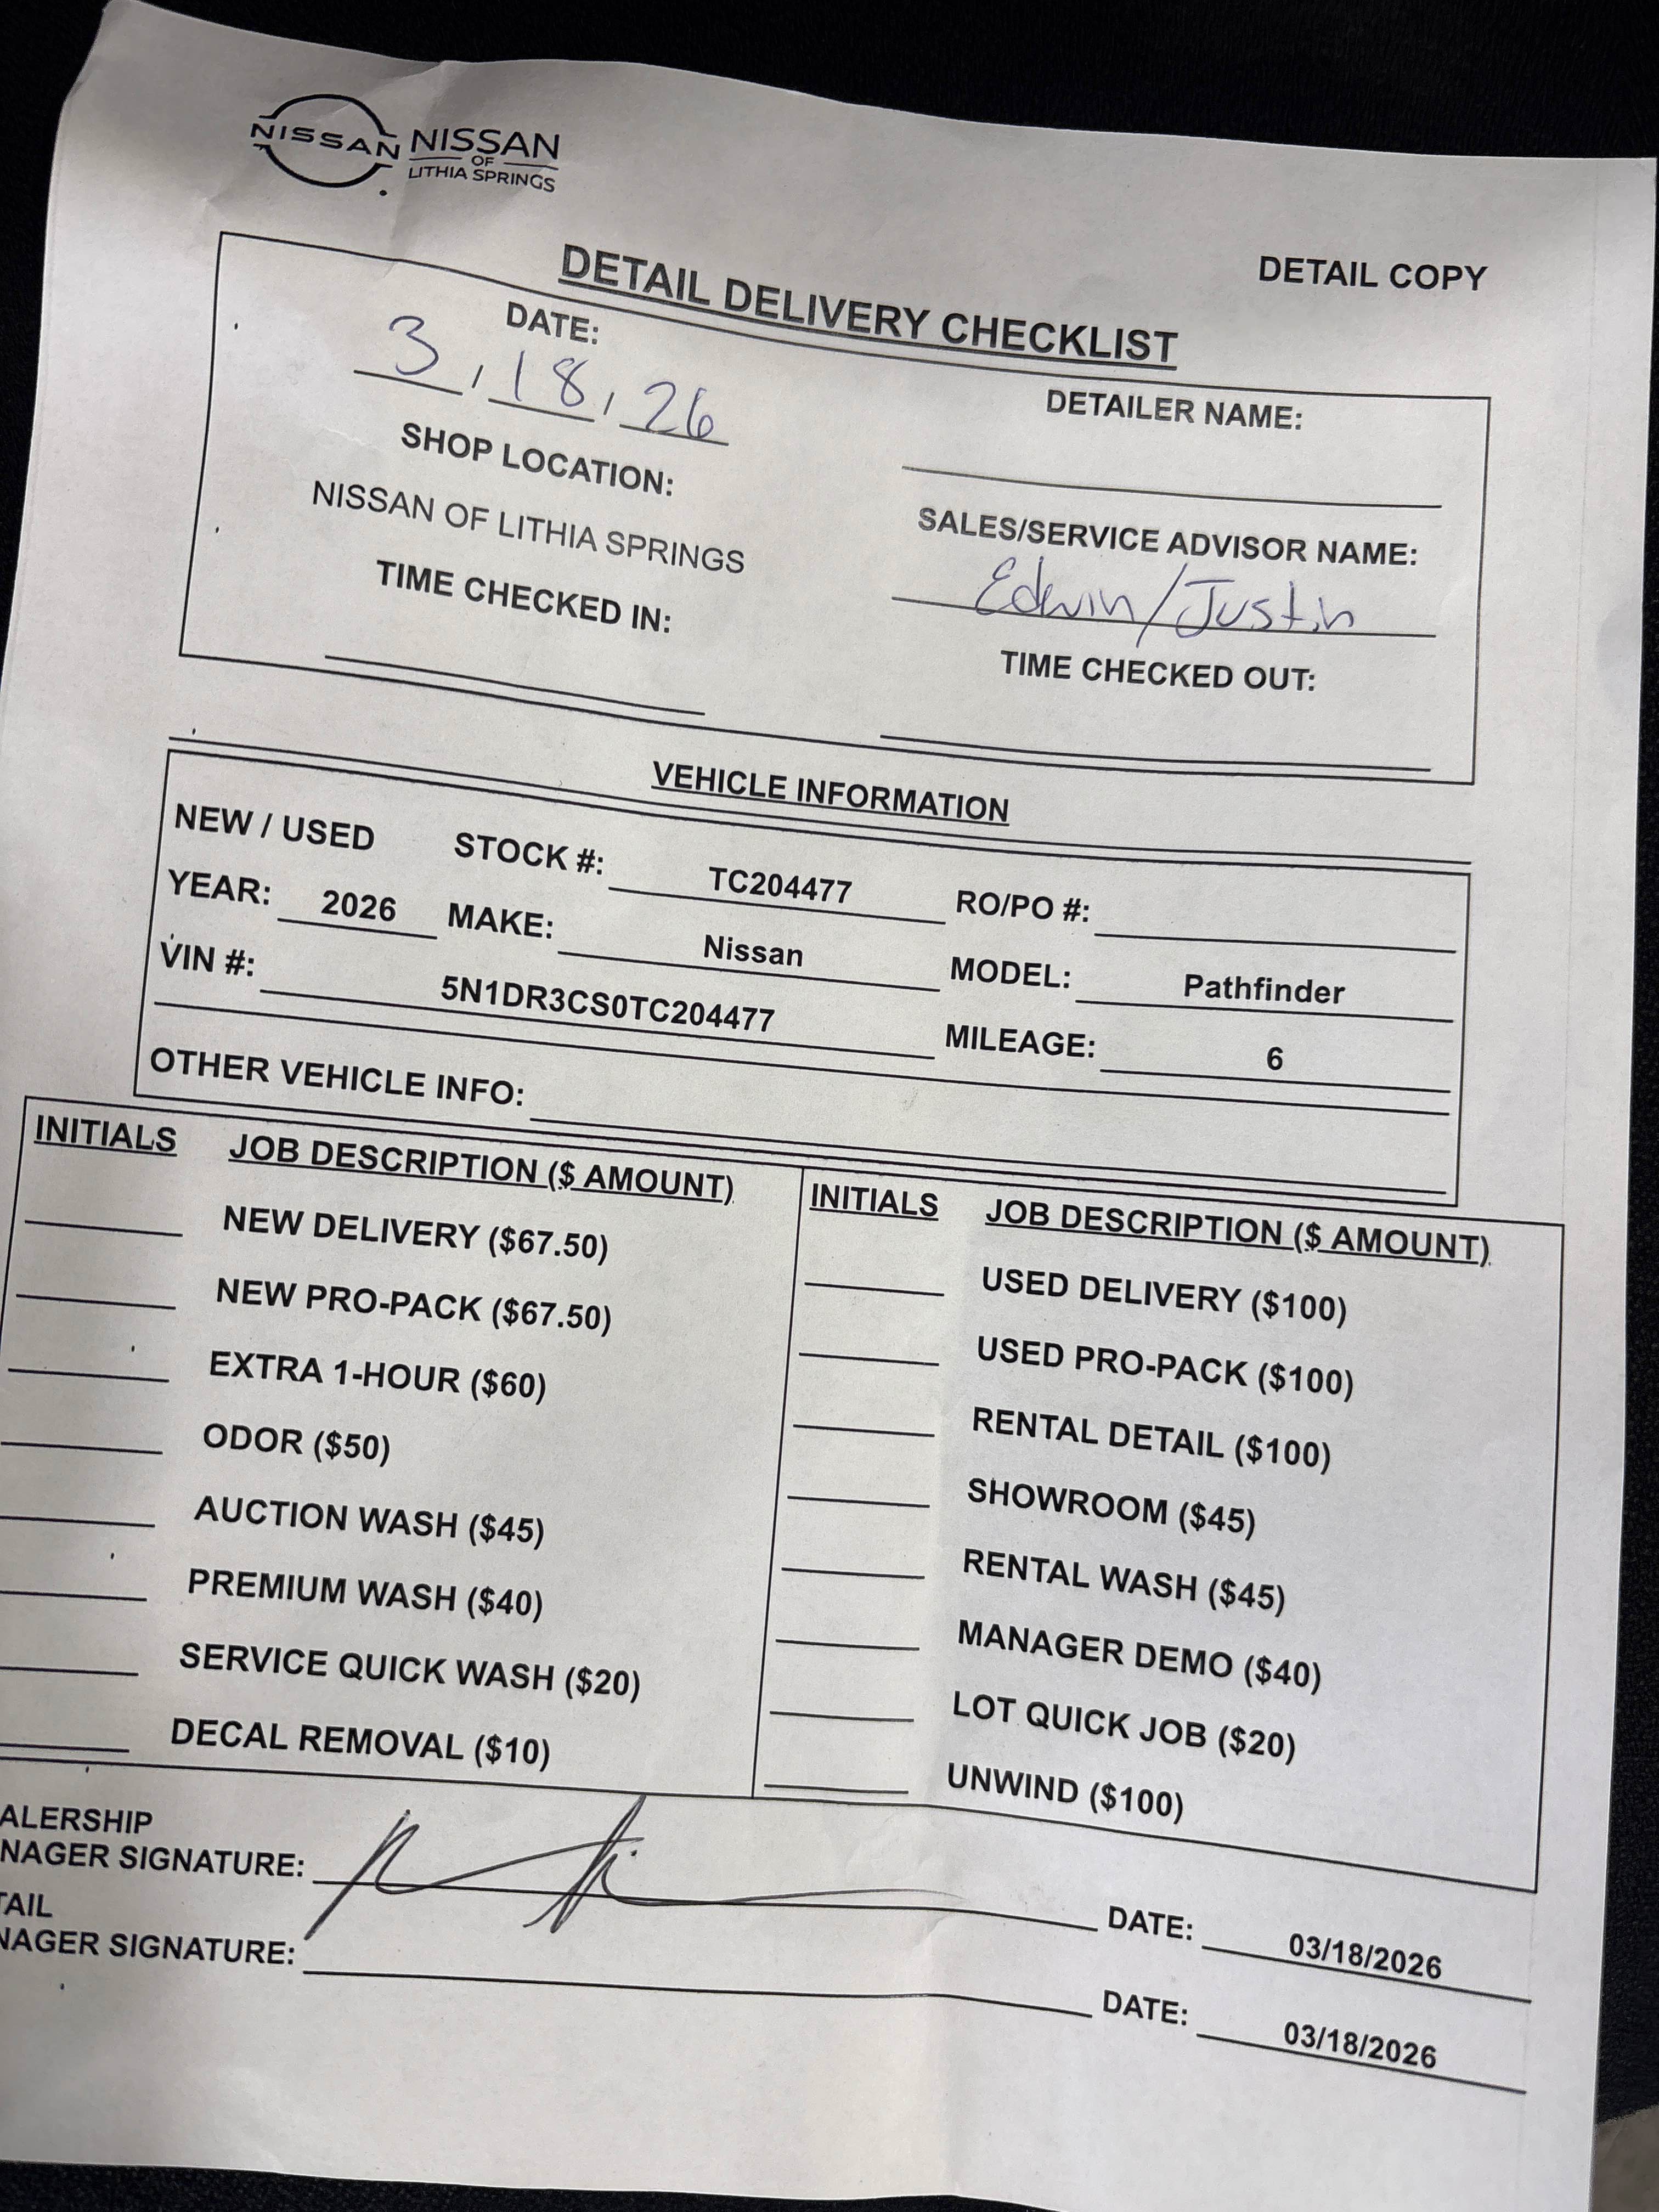 NISSAN NISSAN
OF
LITHIA SPRINGS
DETAIL COPY
DETAIL DELIVERY CHECKLIST
DATE:
3, 18, 26
DETAILER NAME:
SHOP LOCATION:
NISSAN OF LITHIA SPRINGS
SALES/SERVICE ADVISOR NAME:
Edwin/Justin
TIME CHECKED IN:
TIME CHECKED OUT:
VEHICLE INFORMATION
NEW / USED STOCK #: TC204477 RO/PO #:
YEAR: 2026 MAKE: Nissan MODEL: Pathfinder
VIN #: 5N1DR3CS0TC204477 MILEAGE: 6
OTHER VEHICLE INFO:
INITIALS JOB DESCRIPTION ($ AMOUNT)
NEW DELIVERY ($67.50)
NEW PRO-PACK ($67.50)
EXTRA 1-HOUR ($60)
ODOR ($50)
AUCTION WASH ($45)
PREMIUM WASH ($40)
SERVICE QUICK WASH ($20)
DECAL REMOVAL ($10)
INITIALS JOB DESCRIPTION ($ AMOUNT)
USED DELIVERY ($100)
USED PRO-PACK ($100)
RENTAL DETAIL ($100)
SHOWROOM ($45)
RENTAL WASH ($45)
MANAGER DEMO ($40)
LOT QUICK JOB ($20)
UNWIND ($100)
ALERSHIP
NAGER SIGNATURE: DATE: 03/18/2026
TAIL
NAGER SIGNATURE: DATE: 03/18/2026